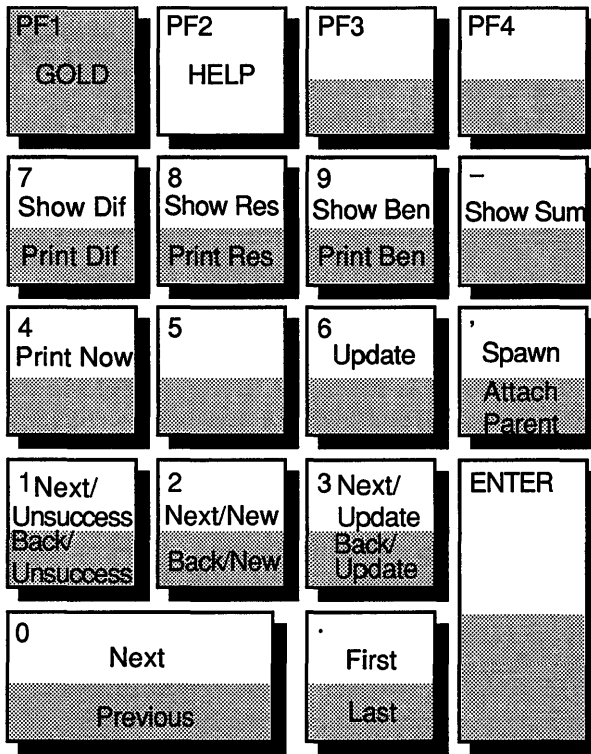 PF1
GOLD
PF2
HELP
PF3
PF4
7
Show Dif
Print Dif
8
Show Res
Print Res
9
Show Ben
Print Ben
–
Show Sum
4
Print Now
5
6
Update
,
Spawn
Attach
Parent
1 Next/
Unsuccess
Back/
Unsuccess
2
Next/New
Back/New
3 Next/
Update
Back/
Update
ENTER
0
Next
Previous
.
First
Last